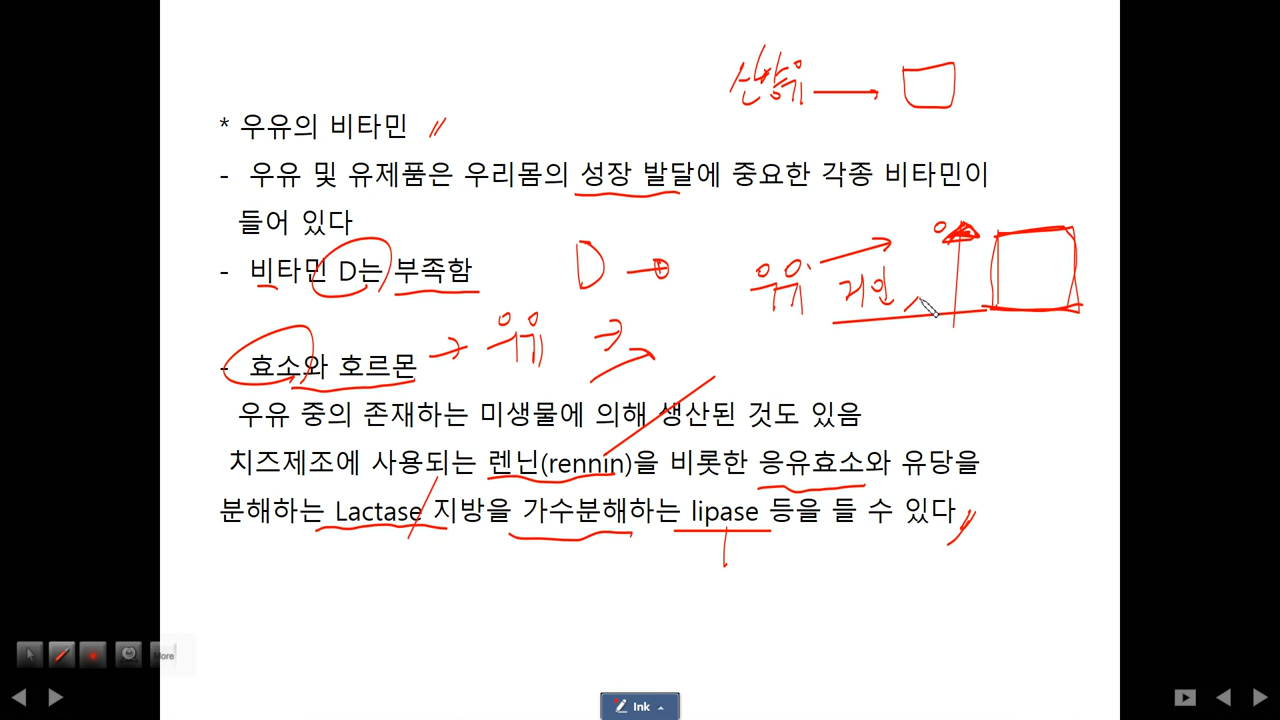 * 우유의 비타민
- 우유 및 유제품은 우리몸의 성장 발달에 중요한 각종 비타민이
들어 있다
- 비타민 D는 부족함
D
우유
- 효소와 호르몬
우유
우유 중의 존재하는 미생물에 의해 생산된 것도 있음
치즈제조에 사용되는 렌닌(rennin)을 비롯한 응유효소와 유당을
분해하는 Lactase 지방을 가수분해하는 lipase 등을 들 수 있다
More
Ink